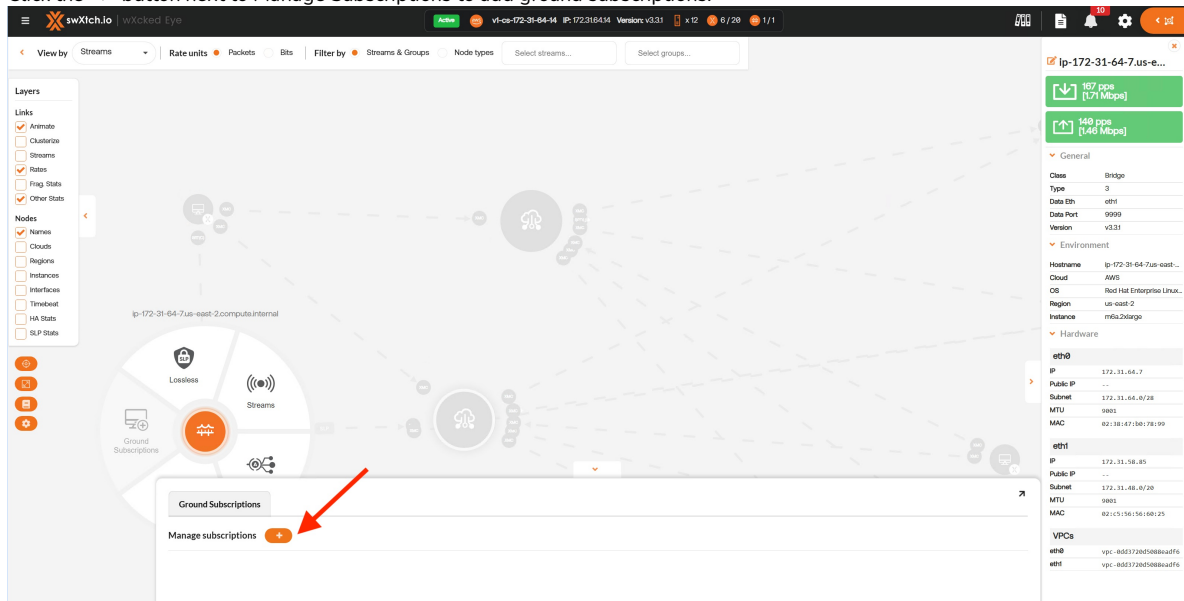 swXtch.io | wXcked Eye
Active v1-cs-172-31-64-14 IP: 172.31.64.14 Version: v3.3.1 x 12 6 / 20 1 / 1
10
View by Streams Rate units Packets Bits Filter by Streams & Groups Node types Select streams... Select groups...
Layers
Links
Animate
Clusterize
Streams
Rates
Frag. Stats
Other Stats
Nodes
Names
Clouds
Regions
Instances
Interfaces
Timebeat
HA Stats
SLP Stats
ip-172-31-64-7.us-east-2.compute.internal
SLP
Lossless
Streams
Ground
Subscriptions
Ground Subscriptions
Manage subscriptions +
ip-172-31-64-7.us-e...
167 pps
[1.71 Mbps]
140 pps
[1.46 Mbps]
General
Class Bridge
Type 3
Data Eth eth1
Data Port 9999
Version v3.3.1
Environment
Hostname ip-172-31-64-7.us-east-...
Cloud AWS
OS Red Hat Enterprise Linux...
Region us-east-2
Instance m6a.2xlarge
Hardware
eth0
IP 172.31.64.7
Public IP --
Subnet 172.31.64.0/28
MTU 9001
MAC 02:38:47:b0:78:99
eth1
IP 172.31.58.85
Public IP --
Subnet 172.31.48.0/20
MTU 9001
MAC 02:c5:56:56:60:25
VPCs
eth0 vpc-0dd3720d5088eadf6
eth1 vpc-0dd3720d5088eadf6